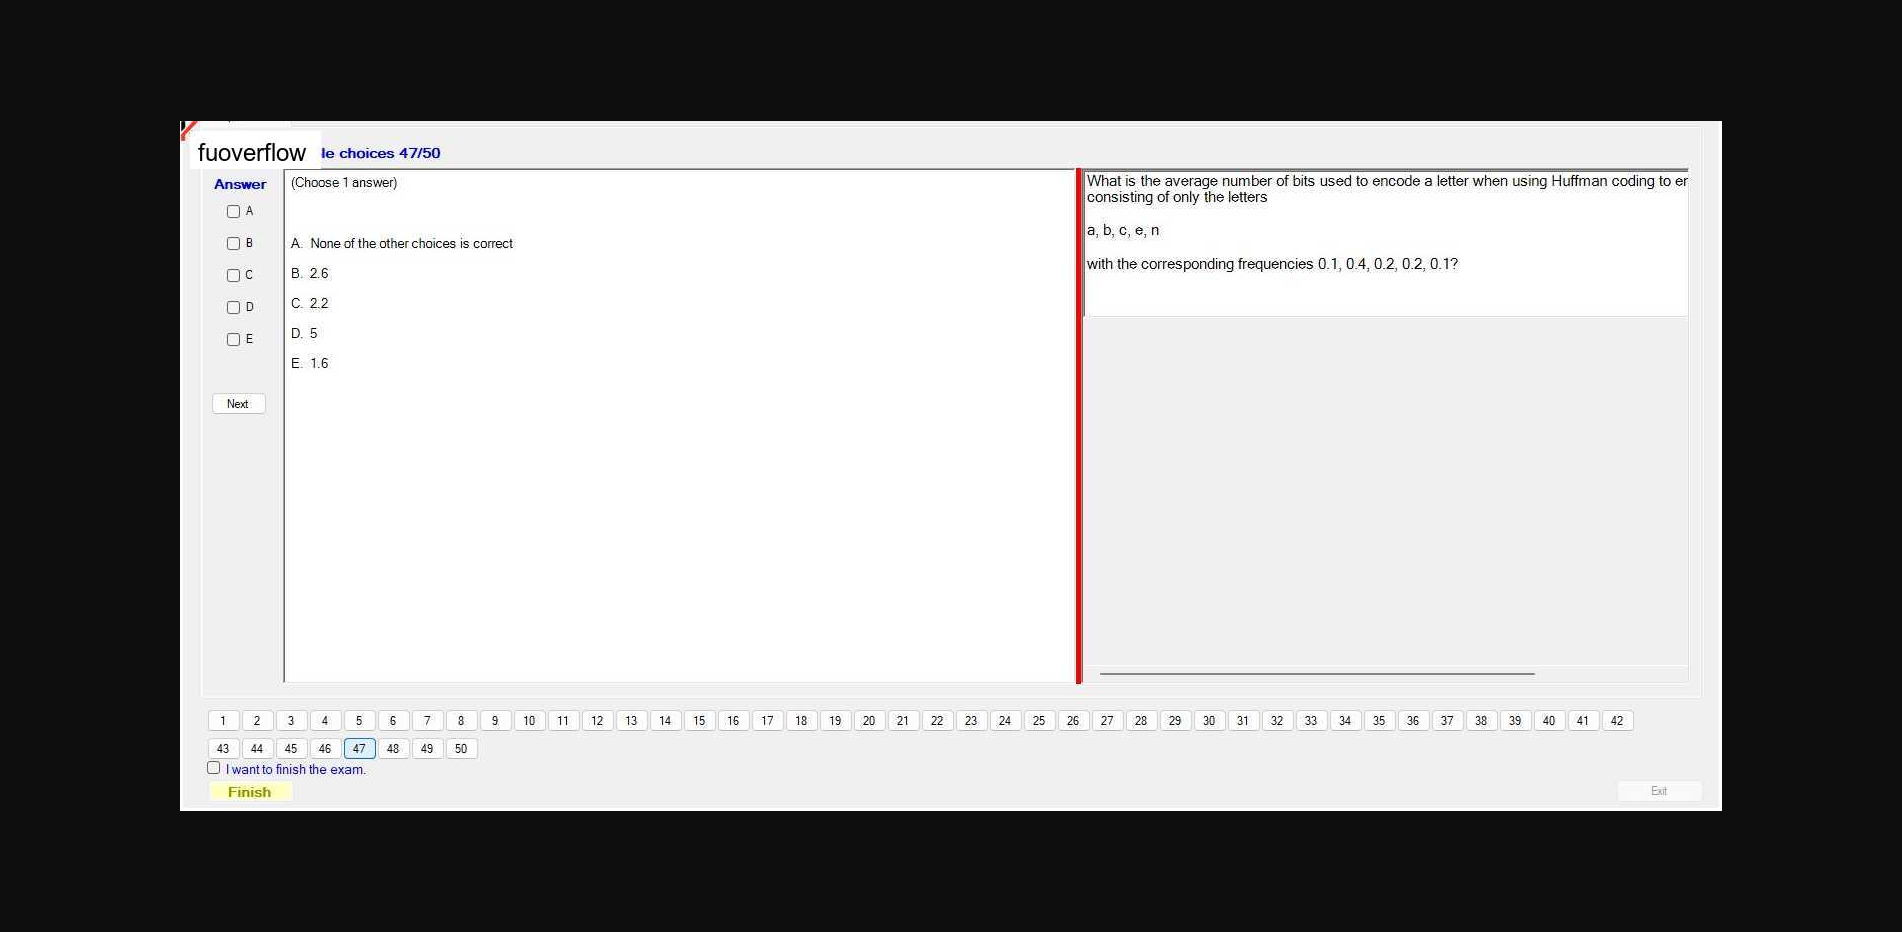 fuoverflow
le choices 47/50
Answer
A
B
C
D
E
Next
(Choose 1 answer)
A. None of the other choices is correct
B. 2.6
C. 2.2
D. 5
E. 1.6
What is the average number of bits used to encode a letter when using Huffman coding to er
consisting of only the letters
a, b, c, e, n
with the corresponding frequencies 0.1, 0.4, 0.2, 0.2, 0.1?
1 2 3 4 5 6 7 8 9 10 11 12 13 14 15 16 17 18 19 20 21 22 23 24 25 26 27 28 29 30 31 32 33 34 35 36 37 38 39 40 41 42
43 44 45 46 47 48 49 50
I want to finish the exam.
Finish
Exit